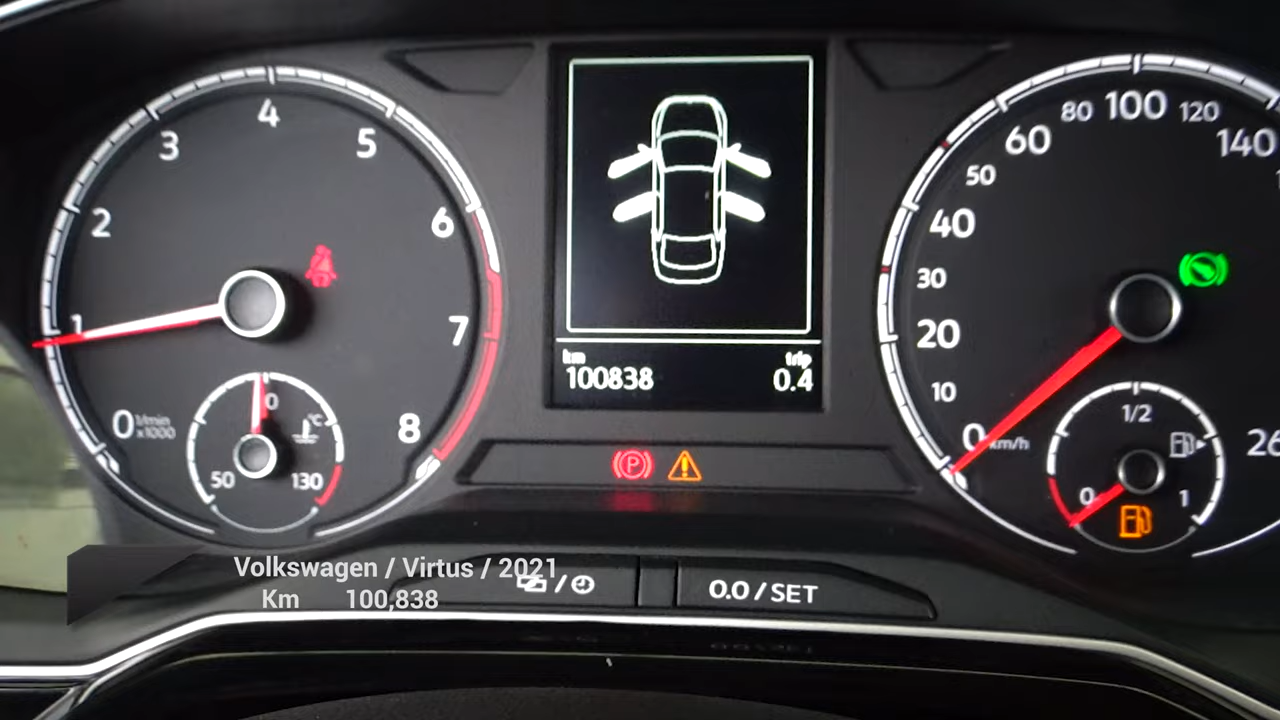 4
3
5
2
6
1
7
0 1/min x1000
8
0
°C
50
130
km
trip
100838
0.4
P
80 100 120
60
140
50
40
30
20
10
0 km/h
1/2
0
1
26
Volkswagen / Virtus / 2021
Km 100,838
0.0 / SET